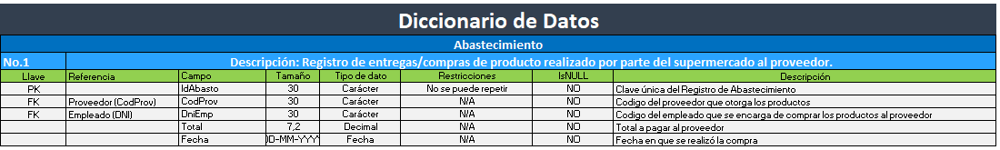 Diccionario de Datos
Abastecimiento
No.1 Descripción: Registro de entregas/compras de producto realizado por parte del supermercado al proveedor.
Llave Referencia Campo Tamaño Tipo de dato Restricciones IsNULL Descripción
PK IdAbasto 30 Carácter No se puede repetir NO Clave única del Registro de Abastecimiento
FK Proveedor (CodProv) CodProv 30 Carácter N/A NO Codigo del proveedor que otorga los productos
FK Empleado (DNI) DniEmp 30 Carácter N/A NO Codigo del empleado que se encarga de comprar los productos al proveedor
Total 7,2 Decimal N/A NO Total a pagar al proveedor
Fecha DD-MM-YYY Fecha N/A NO Fecha en que se realizó la compra